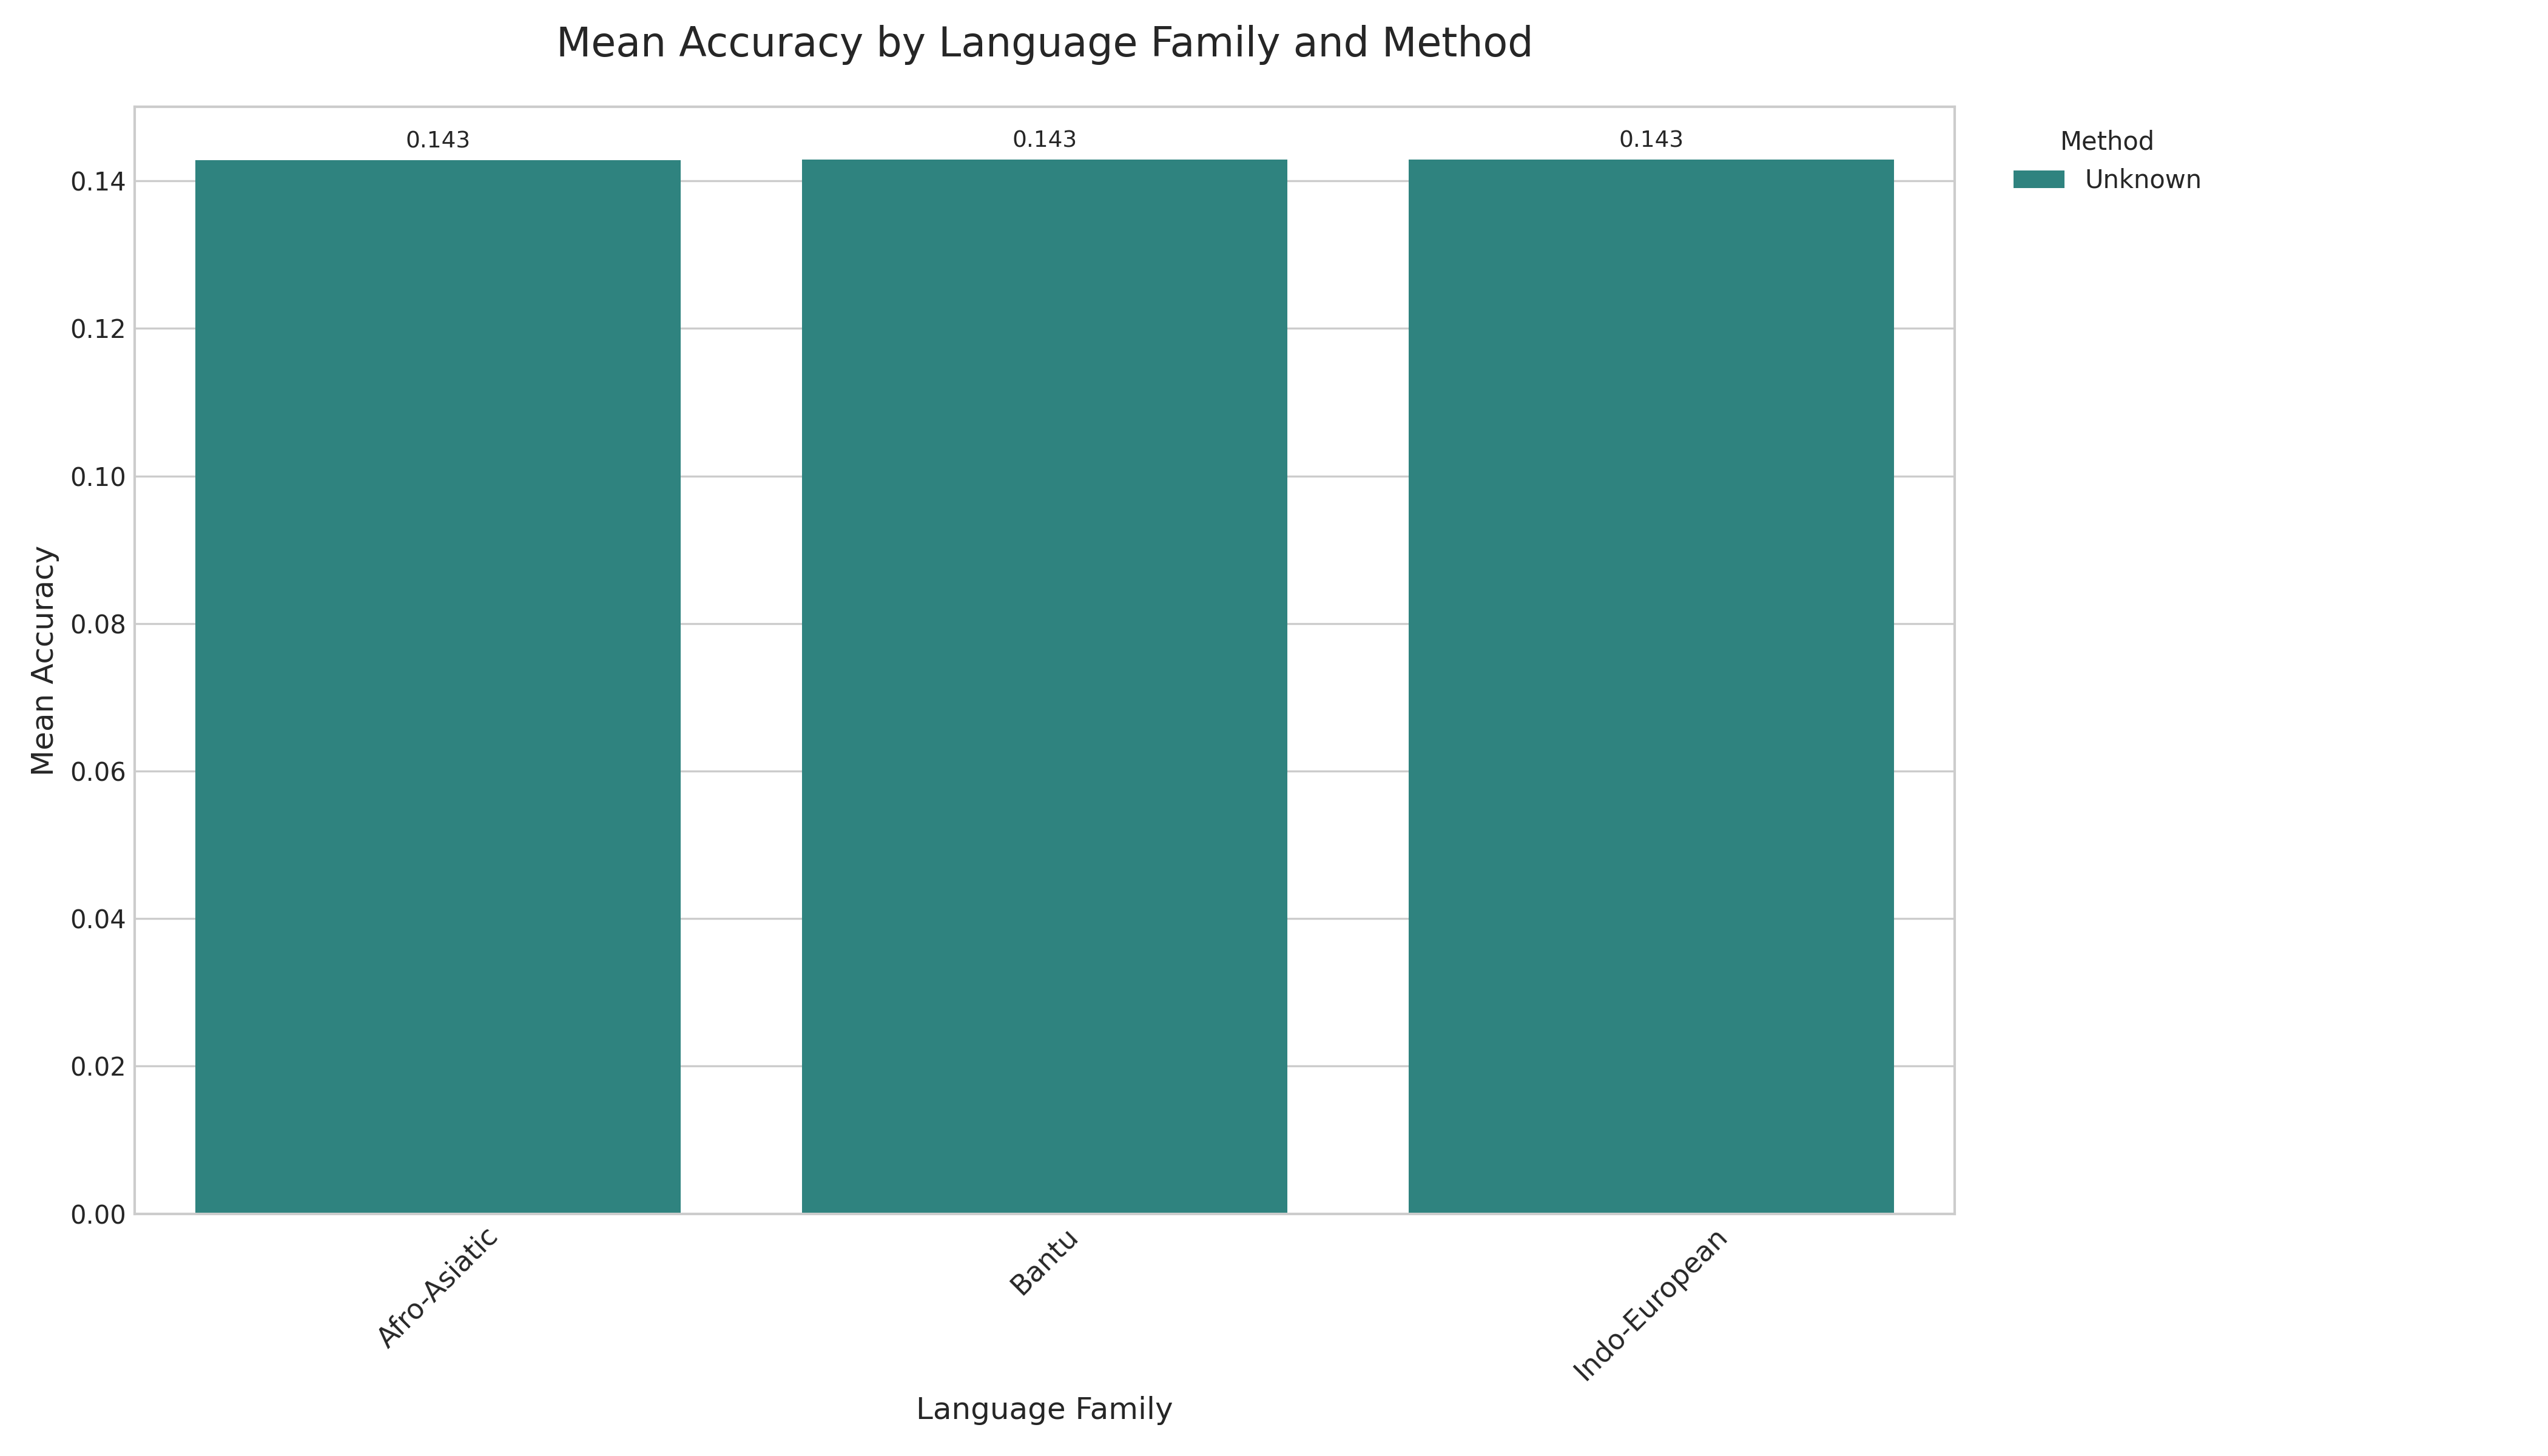 Mean Accuracy by Language Family and Method
0.143
0.143
0.143
Method
Unknown
0.14
0.12
0.10
0.08
0.06
0.04
0.02
0.00
Mean Accuracy
Afro-Asiatic
Bantu
Indo-European
Language Family